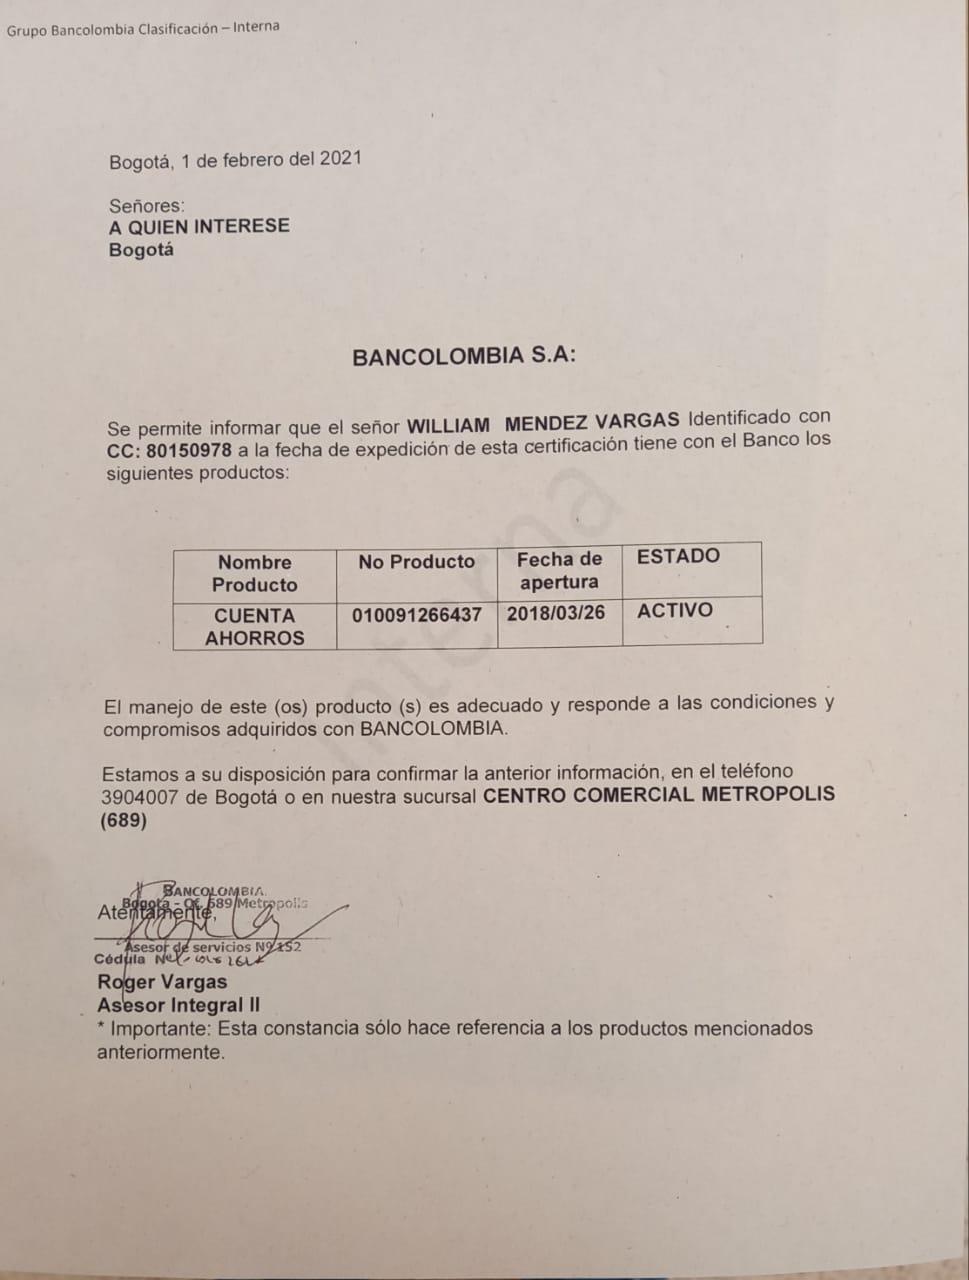 Grupo Bancolombia Clasificación – Interna
Bogotá, 1 de febrero del 2021
Señores:
A QUIEN INTERESE
Bogotá
BANCOLOMBIA S.A:
Se permite informar que el señor WILLIAM MENDEZ VARGAS Identificado con
CC: 80150978 a la fecha de expedición de esta certificación tiene con el Banco los
siguientes productos:
Interna
Nombre Producto No Producto Fecha de apertura ESTADO
CUENTA AHORROS 010091266437 2018/03/26 ACTIVO
El manejo de este (os) producto (s) es adecuado y responde a las condiciones y
compromisos adquiridos con BANCOLOMBIA.
Estamos a su disposición para confirmar la anterior información, en el teléfono
3904007 de Bogotá o en nuestra sucursal CENTRO COMERCIAL METROPOLIS
(689)
BANCOLOMBIA
Bogota - Of. 689 Metropolis
Atentamente,
Asesor de servicios Nº 152
Cédula
Roger Vargas
Asesor Integral II
* Importante: Esta constancia sólo hace referencia a los productos mencionados
anteriormente.